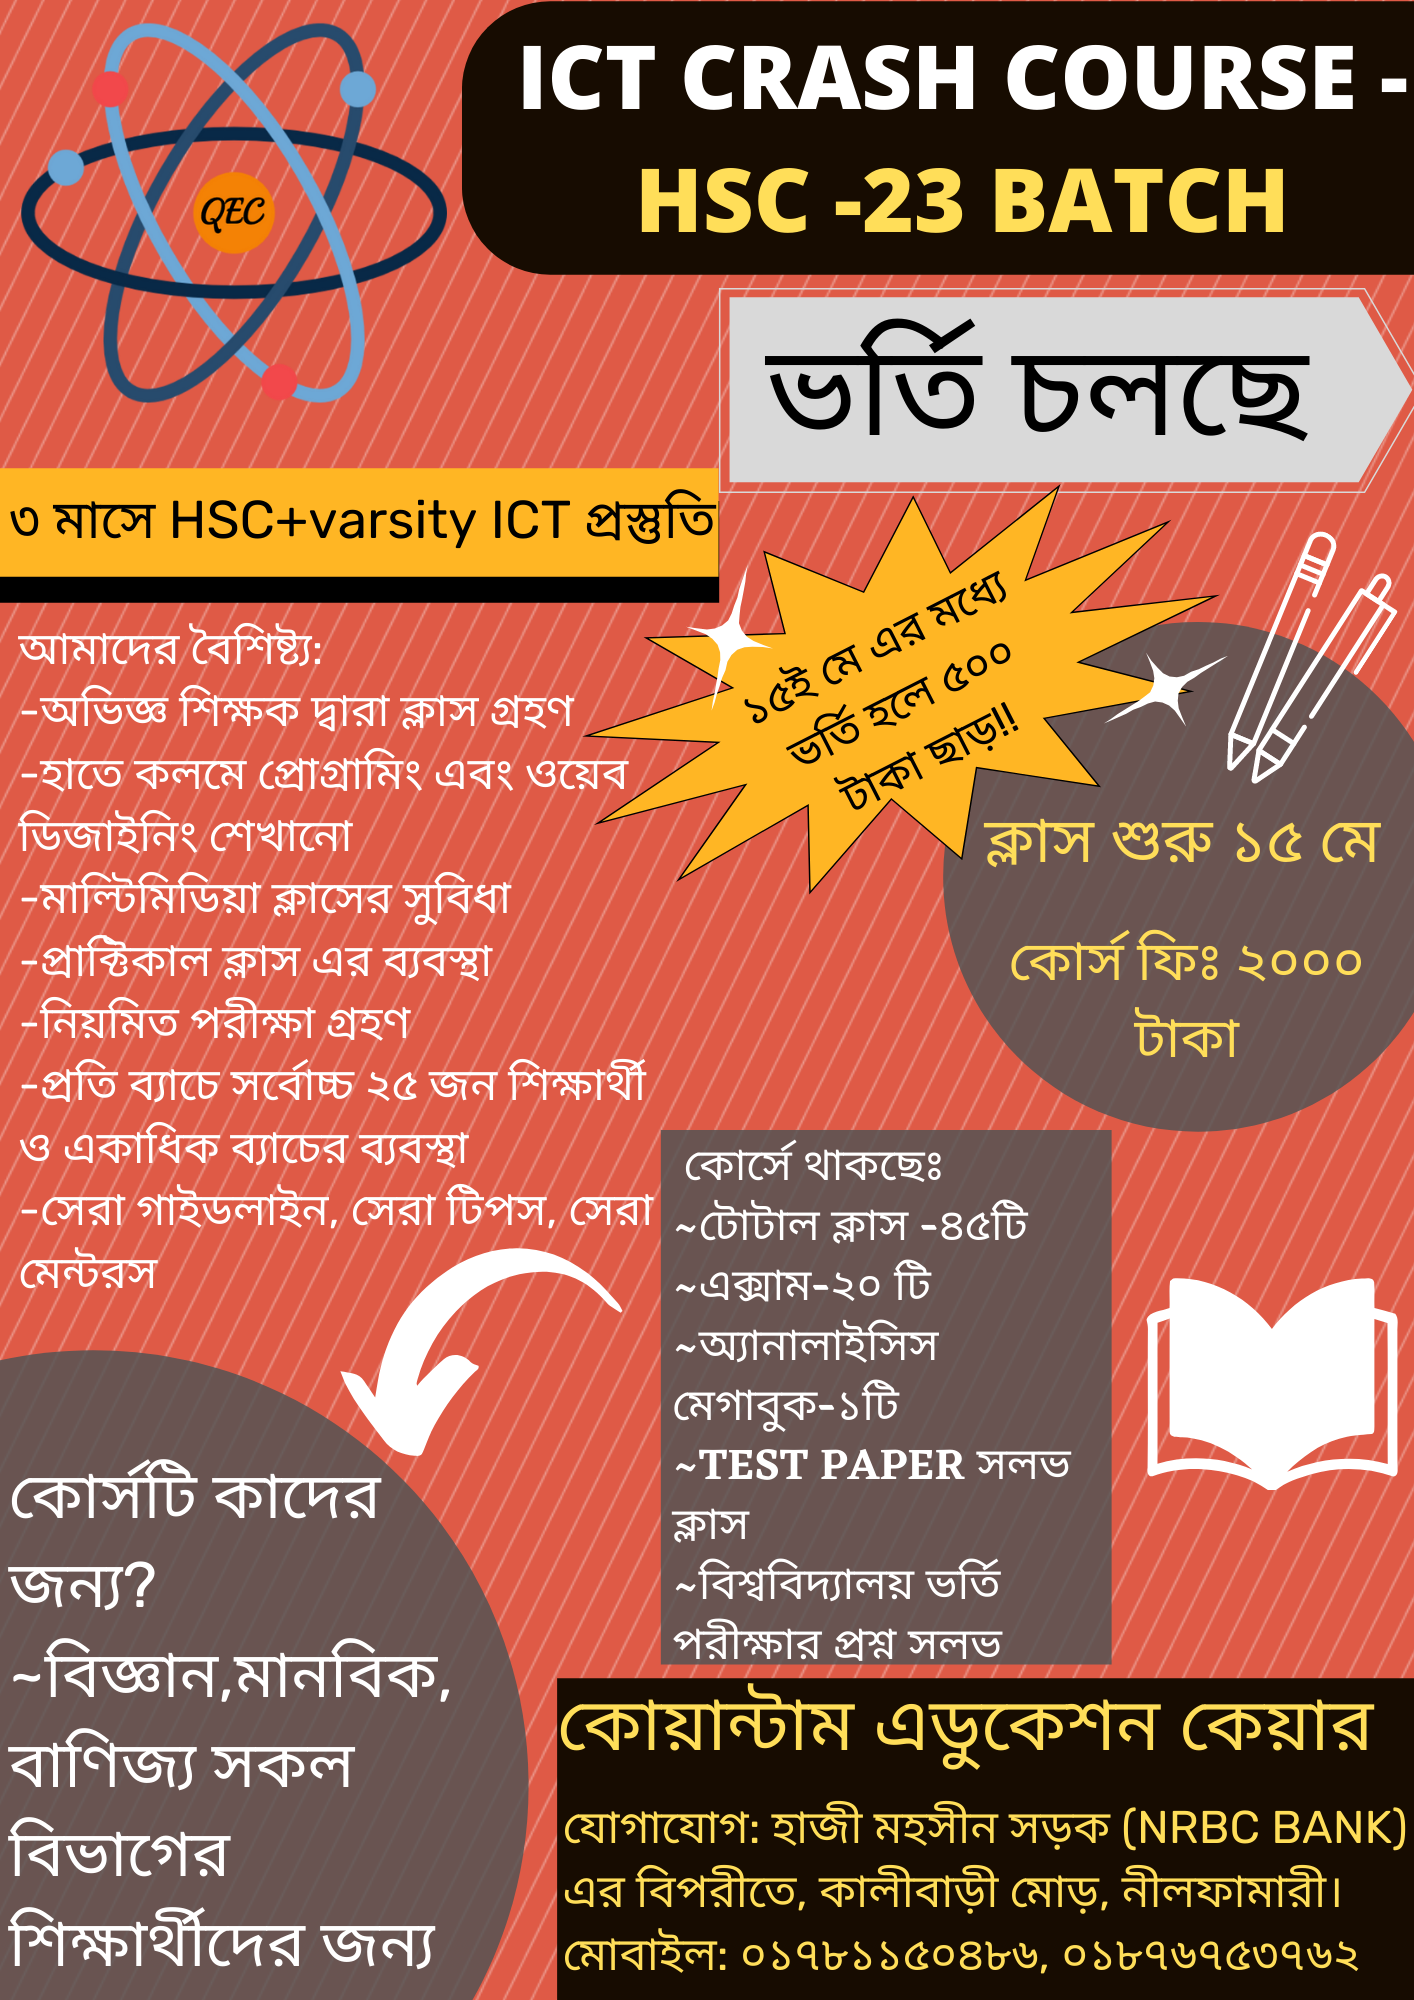 QEC
ICT CRASH COURSE -
HSC -23 BATCH
ভর্তি চলছে
৩ মাসে HSC+varsity ICT প্রস্তুতি
১৫ই মে এর মধ্যে
ভর্তি হলে ৫০০
টাকা ছাড়!!
আমাদের বৈশিষ্ট্য:
-অভিজ্ঞ শিক্ষক দ্বারা ক্লাস গ্রহণ
-হাতে কলমে প্রোগ্রামিং এবং ওয়েব
ডিজাইনিং শেখানো
-মাল্টিমিডিয়া ক্লাসের সুবিধা
-প্রাক্টিকাল ক্লাস এর ব্যবস্থা
-নিয়মিত পরীক্ষা গ্রহণ
-প্রতি ব্যাচে সর্বোচ্চ ২৫ জন শিক্ষার্থী
ও একাধিক ব্যাচের ব্যবস্থা
-সেরা গাইডলাইন, সেরা টিপস, সেরা
মেন্টরস
ক্লাস শুরু ১৫ মে
কোর্স ফিঃ ২০০০
টাকা
কোর্সে থাকছেঃ
~টোটাল ক্লাস -৪৫টি
~এক্সাম-২০ টি
~অ্যানালাইসিস
মেগাবুক-১টি
~TEST PAPER সলভ
ক্লাস
~বিশ্ববিদ্যালয় ভর্তি
পরীক্ষার প্রশ্ন সলভ
কোর্সটি কাদের
জন্য?
~বিজ্ঞান,মানবিক,
বাণিজ্য সকল
বিভাগের
শিক্ষার্থীদের জন্য
কোয়ান্টাম এডুকেশন কেয়ার
যোগাযোগ: হাজী মহসীন সড়ক (NRBC BANK)
এর বিপরীতে, কালীবাড়ী মোড়, নীলফামারী।
মোবাইল: ০১৭৮১১৫০৪৮৬, ০১৮৭৬৭৫৩৭৬২